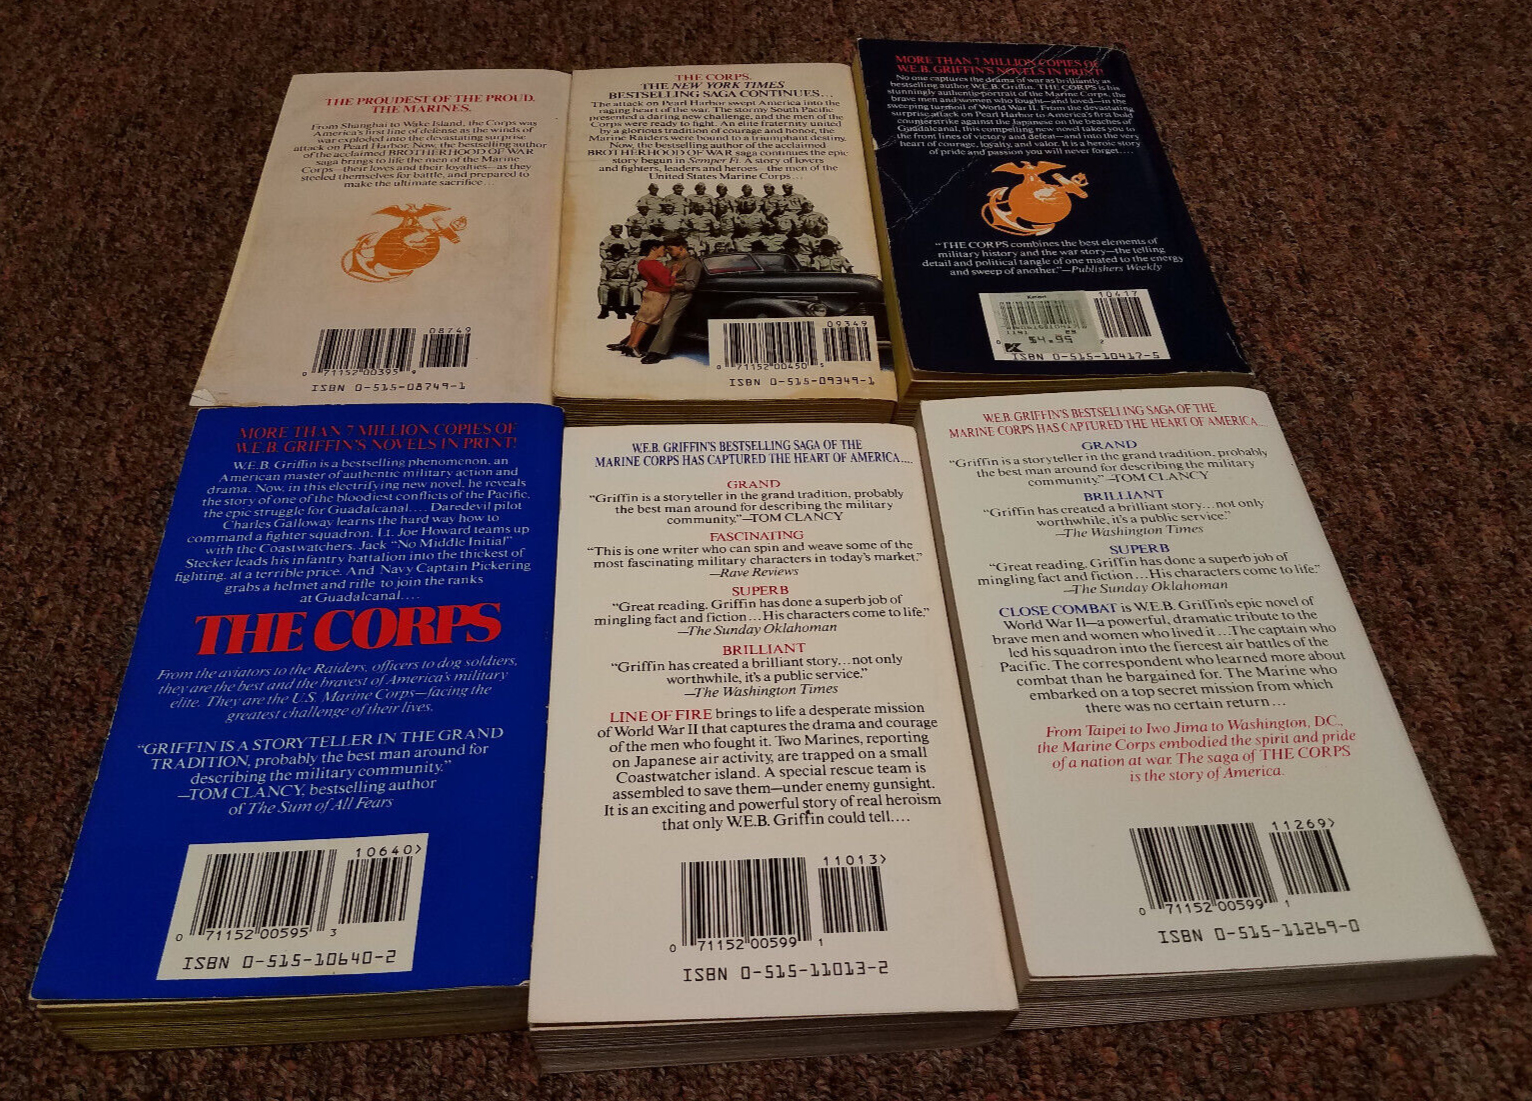 THE PROUDEST OF THE PROUD.
THE MARINES.
From Shanghai to Wake Island, the Corps was
America's first line of defense as the winds of
war exploded into the devastating surprise
attack on Pearl Harbor. Now, the bestselling author
of the acclaimed BROTHERHOOD OF WAR
saga brings to life the men of the Marine
Corps—their loves and their loyalties—as they
steeled themselves for battle, and prepared to
make the ultimate sacrifice...
08749
0 71152 00395 9
ISBN 0-515-08749-1
THE CORPS.
THE NEW YORK TIMES
BESTSELLING SAGA CONTINUES...
The attack on Pearl Harbor swept America into the
raging heart of the war. The stormy South Pacific
presented a daring new challenge, and the men of the
Corps were ready to fight. An elite fraternity united
by a glorious tradition of courage and honor, the
Marine Raiders were bound to a triumphant destiny.
Now, the bestselling author of the acclaimed
BROTHERHOOD OF WAR saga continues the epic
story begun in Semper Fi. A story of lovers
and fighters, leaders and heroes—the men of the
United States Marine Corps...
09349
0 71152 00450 5
ISBN 0-515-09349-1
MORE THAN 7 MILLION COPIES OF
W.E.B. GRIFFIN'S NOVELS IN PRINT!
No one captures the drama of war as brilliantly as
bestselling author W.E.B. Griffin. THE CORPS is his
stunningly authentic portrait of the Marine Corps, the
brave men and women who fought—and loved—in the
sweeping turmoil of World War II. From the devastating
surprise attack on Pearl Harbor to America's first bold
counterstrike against the Japanese on the beaches of
Guadalcanal, this compelling new novel takes you to
the front lines of victory and defeat—and into the very
heart of courage, loyalty, and valor. It is a heroic story
of pride and passion you will never forget....
"THE CORPS combines the best elements of
military history and the war story—the telling
detail and political tangle of one mated to the energy
and sweep of another."—Publishers Weekly
10417
$4.95
ISBN 0-515-10417-5
MORE THAN 7 MILLION COPIES OF
W.E.B. GRIFFIN'S NOVELS IN PRINT!
W.E.B. Griffin is a bestselling phenomenon, an
American master of authentic military action and
drama. Now, in this electrifying new novel, he reveals
the story of one of the bloodiest conflicts of the Pacific,
the epic struggle for Guadalcanal.... Daredevil pilot
Charles Galloway learns the hard way how to
command a fighter squadron. Lt. Joe Howard teams up
with the Coastwatchers. Jack "No Middle Initial"
Stecker leads his infantry battalion into the thickest of
fighting, at a terrible price. And Navy Captain Pickering
grabs a helmet and rifle to join the ranks
at Guadalcanal....
THE CORPS
From the aviators to the Raiders, officers to dog soldiers,
they are the best and the bravest of America's military
elite. They are the U.S. Marine Corps—facing the
greatest challenge of their lives.
"GRIFFIN IS A STORYTELLER IN THE GRAND
TRADITION, probably the best man around for
describing the military community."
—TOM CLANCY, bestselling author
of The Sum of All Fears
10640>
0 71152 00595 3
ISBN 0-515-10640-2
W.E.B. GRIFFIN'S BESTSELLING SAGA OF THE
MARINE CORPS HAS CAPTURED THE HEART OF AMERICA....
GRAND
"Griffin is a storyteller in the grand tradition, probably
the best man around for describing the military
community."—TOM CLANCY
FASCINATING
"This is one writer who can spin and weave some of the
most fascinating military characters in today's market."
—Rave Reviews
SUPERB
"Great reading. Griffin has done a superb job of
mingling fact and fiction...His characters come to life."
—The Sunday Oklahoman
BRILLIANT
"Griffin has created a brilliant story...not only
worthwhile, it's a public service."
—The Washington Times
LINE OF FIRE brings to life a desperate mission
of World War II that captures the drama and courage
of the men who fought it. Two Marines, reporting
on Japanese air activity, are trapped on a small
Coastwatcher island. A special rescue team is
assembled to save them—under enemy gunsight.
It is an exciting and powerful story of real heroism
that only W.E.B. Griffin could tell....
11013>
0 71152 00599 1
ISBN 0-515-11013-2
W.E.B. GRIFFIN'S BESTSELLING SAGA OF THE
MARINE CORPS HAS CAPTURED THE HEART OF AMERICA...
GRAND
"Griffin is a storyteller in the grand tradition, probably
the best man around for describing the military
community." —TOM CLANCY
BRILLIANT
"Griffin has created a brilliant story...not only
worthwhile, it's a public service."
—The Washington Times
SUPERB
"Great reading. Griffin has done a superb job of
mingling fact and fiction...His characters come to life."
—The Sunday Oklahoman
CLOSE COMBAT is W.E.B. Griffin's epic novel of
World War II—a powerful, dramatic tribute to the
brave men and women who lived it...The captain who
led his squadron into the fiercest air battles of the
Pacific. The correspondent who learned more about
combat than he bargained for. The Marine who
embarked on a top secret mission from which
there was no certain return...
From Taipei to Iwo Jima to Washington, D.C.,
the Marine Corps embodied the spirit and pride
of a nation at war. The saga of THE CORPS
is the story of America.
11269>
0 71152 00599 1
ISBN 0-515-11269-0